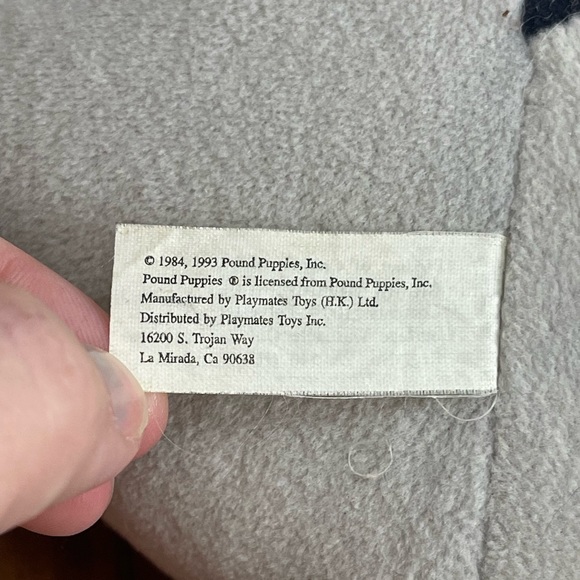 © 1984, 1993 Pound Puppies, Inc.
Pound Puppies ® is licensed from Pound Puppies, Inc.
Manufactured by Playmates Toys (H.K.) Ltd.
Distributed by Playmates Toys Inc.
16200 S. Trojan Way
La Mirada, Ca 90638